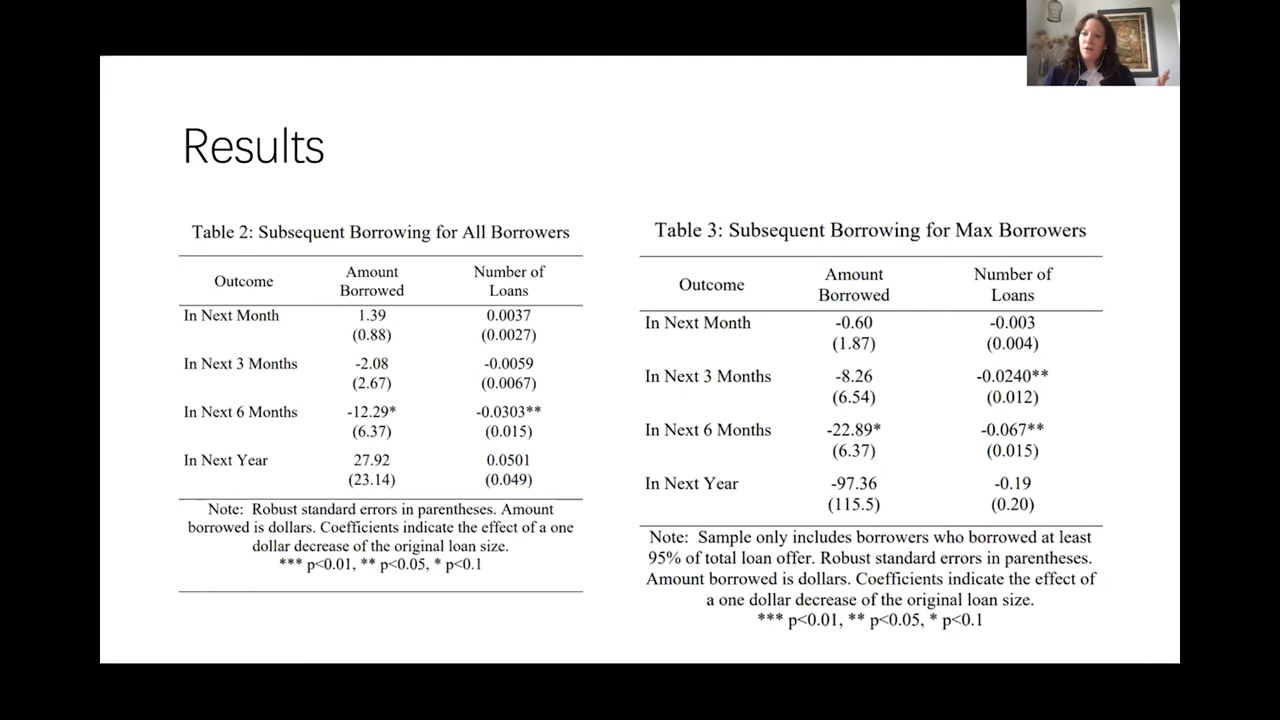 Results
Table 2: Subsequent Borrowing for All Borrowers
Outcome Amount Borrowed Number of Loans
In Next Month 1.39 0.0037
(0.88) (0.0027)
In Next 3 Months -2.08 -0.0059
(2.67) (0.0067)
In Next 6 Months -12.29* -0.0303**
(6.37) (0.015)
In Next Year 27.92 0.0501
(23.14) (0.049)
Note: Robust standard errors in parentheses. Amount
borrowed is dollars. Coefficients indicate the effect of a one
dollar decrease of the original loan size.
*** p<0.01, ** p<0.05, * p<0.1
Table 3: Subsequent Borrowing for Max Borrowers
Outcome Amount Borrowed Number of Loans
In Next Month -0.60 -0.003
(1.87) (0.004)
In Next 3 Months -8.26 -0.0240**
(6.54) (0.012)
In Next 6 Months -22.89* -0.067**
(6.37) (0.015)
In Next Year -97.36 -0.19
(115.5) (0.20)
Note: Sample only includes borrowers who borrowed at least
95% of total loan offer. Robust standard errors in parentheses.
Amount borrowed is dollars. Coefficients indicate the effect of
a one dollar decrease of the original loan size.
*** p<0.01, ** p<0.05, * p<0.1